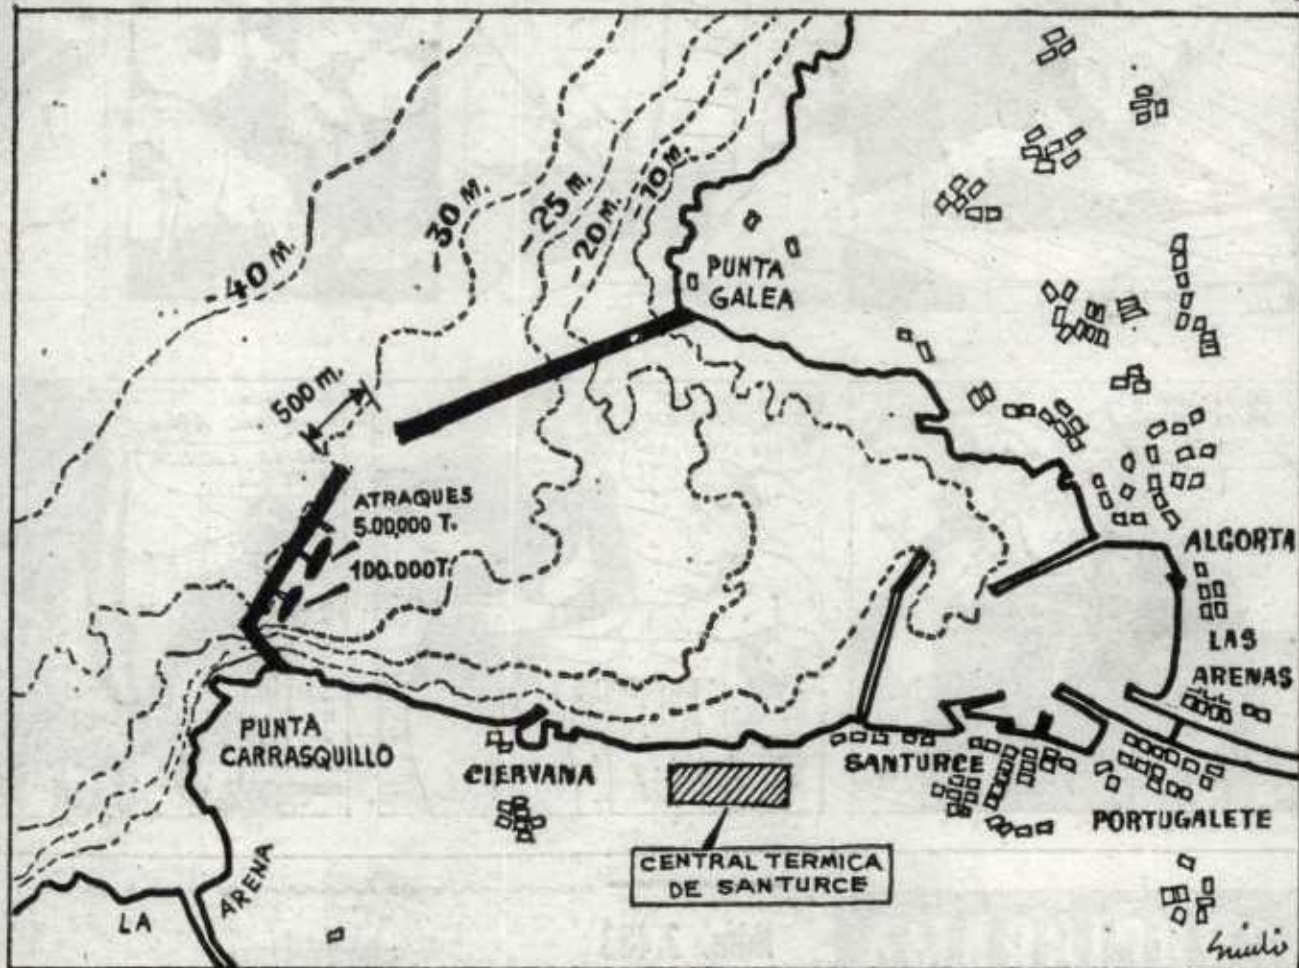 -40 M.
-30 M.
-25 M.
-20 M.
-10 M.
PUNTA
GALEA
500 M.
ATRAQUES
5.00,000 T.
100.000T.
ALGORTA
LAS
ARENAS
PUNTA
CARRASQUILLO
CIERVANA
SANTURCE
PORTUGALETE
CENTRAL TERMICA
DE SANTURCE
LA
ARENA